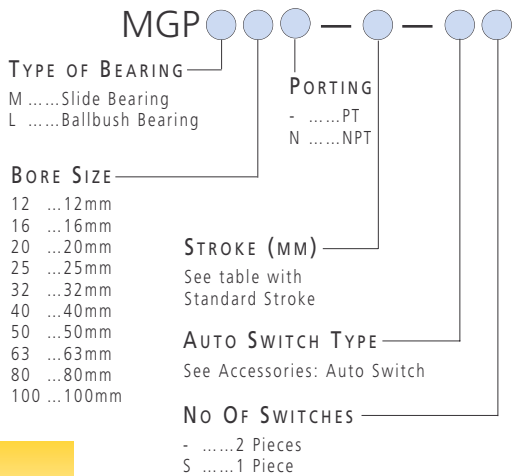 MGP — —
TYPE OF BEARING
M ......Slide Bearing
L ......Ballbush Bearing
PORTING
- ......PT
N ......NPT
BORE SIZE
12 ...12mm
16 ...16mm
20 ...20mm
25 ...25mm
32 ...32mm
40 ...40mm
50 ...50mm
63 ...63mm
80 ...80mm
100 ...100mm
STROKE (MM)
See table with
Standard Stroke
AUTO SWITCH TYPE
See Accessories: Auto Switch
NO OF SWITCHES
- ......2 Pieces
S ......1 Piece